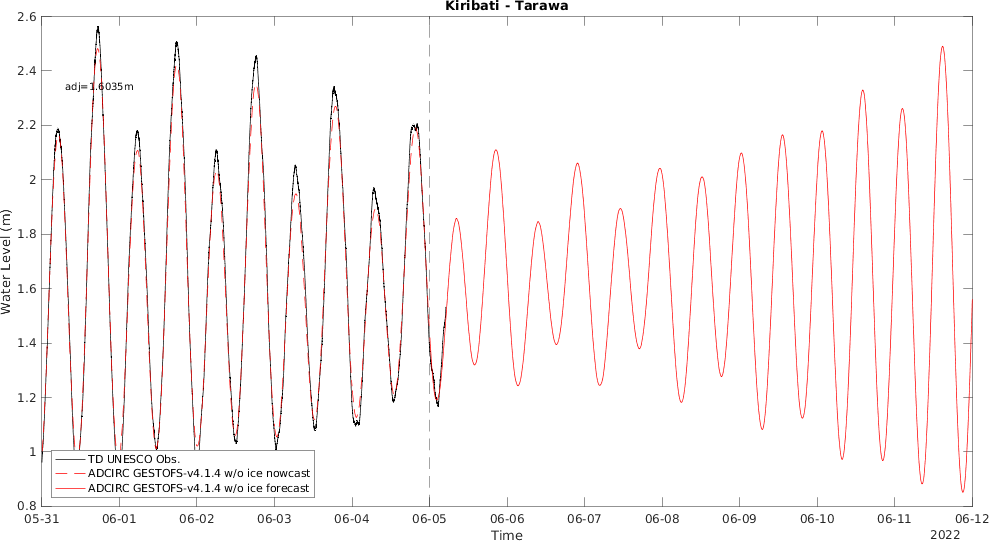 Kiribati - Tarawa
2.6
2.4
2.2
2
1.8
1.6
1.4
1.2
1
0.8
Water Level (m)
adj=1.6035m
TD UNESCO Obs.
ADCIRC GESTOFS-v4.1.4 w/o ice nowcast
ADCIRC GESTOFS-v4.1.4 w/o ice forecast
05-31 06-01 06-02 06-03 06-04 06-05 06-06 06-07 06-08 06-09 06-10 06-11 06-12
Time
2022